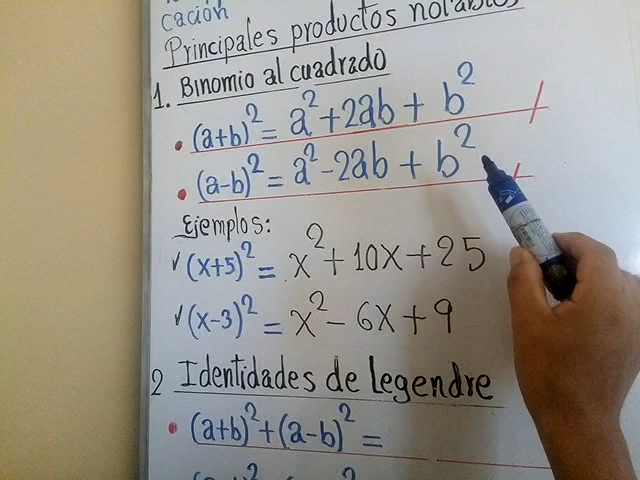 cación
Principales productos notables
1. Binomio al cuadrado
• (a+b)² = a² + 2ab + b²
• (a-b)² = a² - 2ab + b²
Ejemplos:
✓ (x+5)² = x² + 10x + 25
✓ (x-3)² = x² - 6x + 9
2 Identidades de legendre
• (a+b)² + (a-b)² =